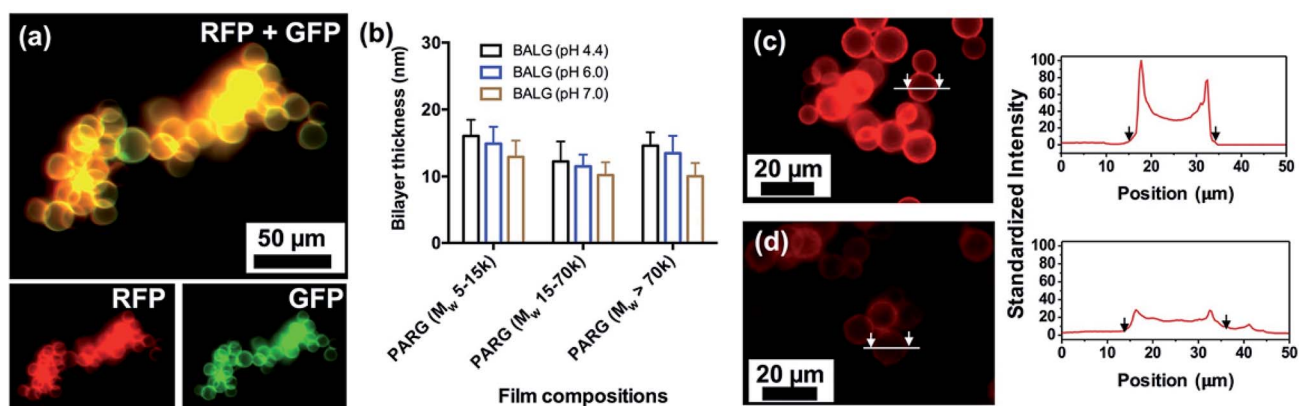 (a)
RFP + GFP
50 µm
RFP
GFP
(b)
Bilayer thickness (nm)
30
20
10
0
BALG (pH 4.4)
BALG (pH 6.0)
BALG (pH 7.0)
PARG (Mw 5-15k)
PARG (Mw 15-70k)
PARG (Mw > 70k)
Film compositions
(c)
20 µm
(d)
20 µm
Standardized Intensity
100
80
60
40
20
0
0 10 20 30 40 50
Position (µm)
100
80
60
40
20
0
0 10 20 30 40 50
Position (µm)